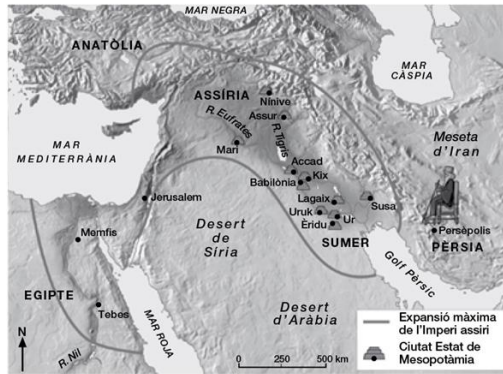 MAR NEGRA
ANATÒLIA
MAR
CÀSPIA
ASSÍRIA
Nínive
Assur
R. Eufrates
R. Tigris
Mari
MAR
MEDITERRÀNIA
Meseta
d'Iran
Accad
Kix
Babilònia
Jerusalem
Lagaix
Susa
Uruk
Ur
Èridu
Desert
de
Síria
SUMER
Persèpolis
PÈRSIA
Memfis
Golf Pèrsic
EGIPTE
Tebes
MAR ROJA
Desert
d'Aràbia
R. Nil
N
0 250 500 km
Expansió màxima
de l'Imperi assiri
Ciutat Estat de
Mesopotàmia